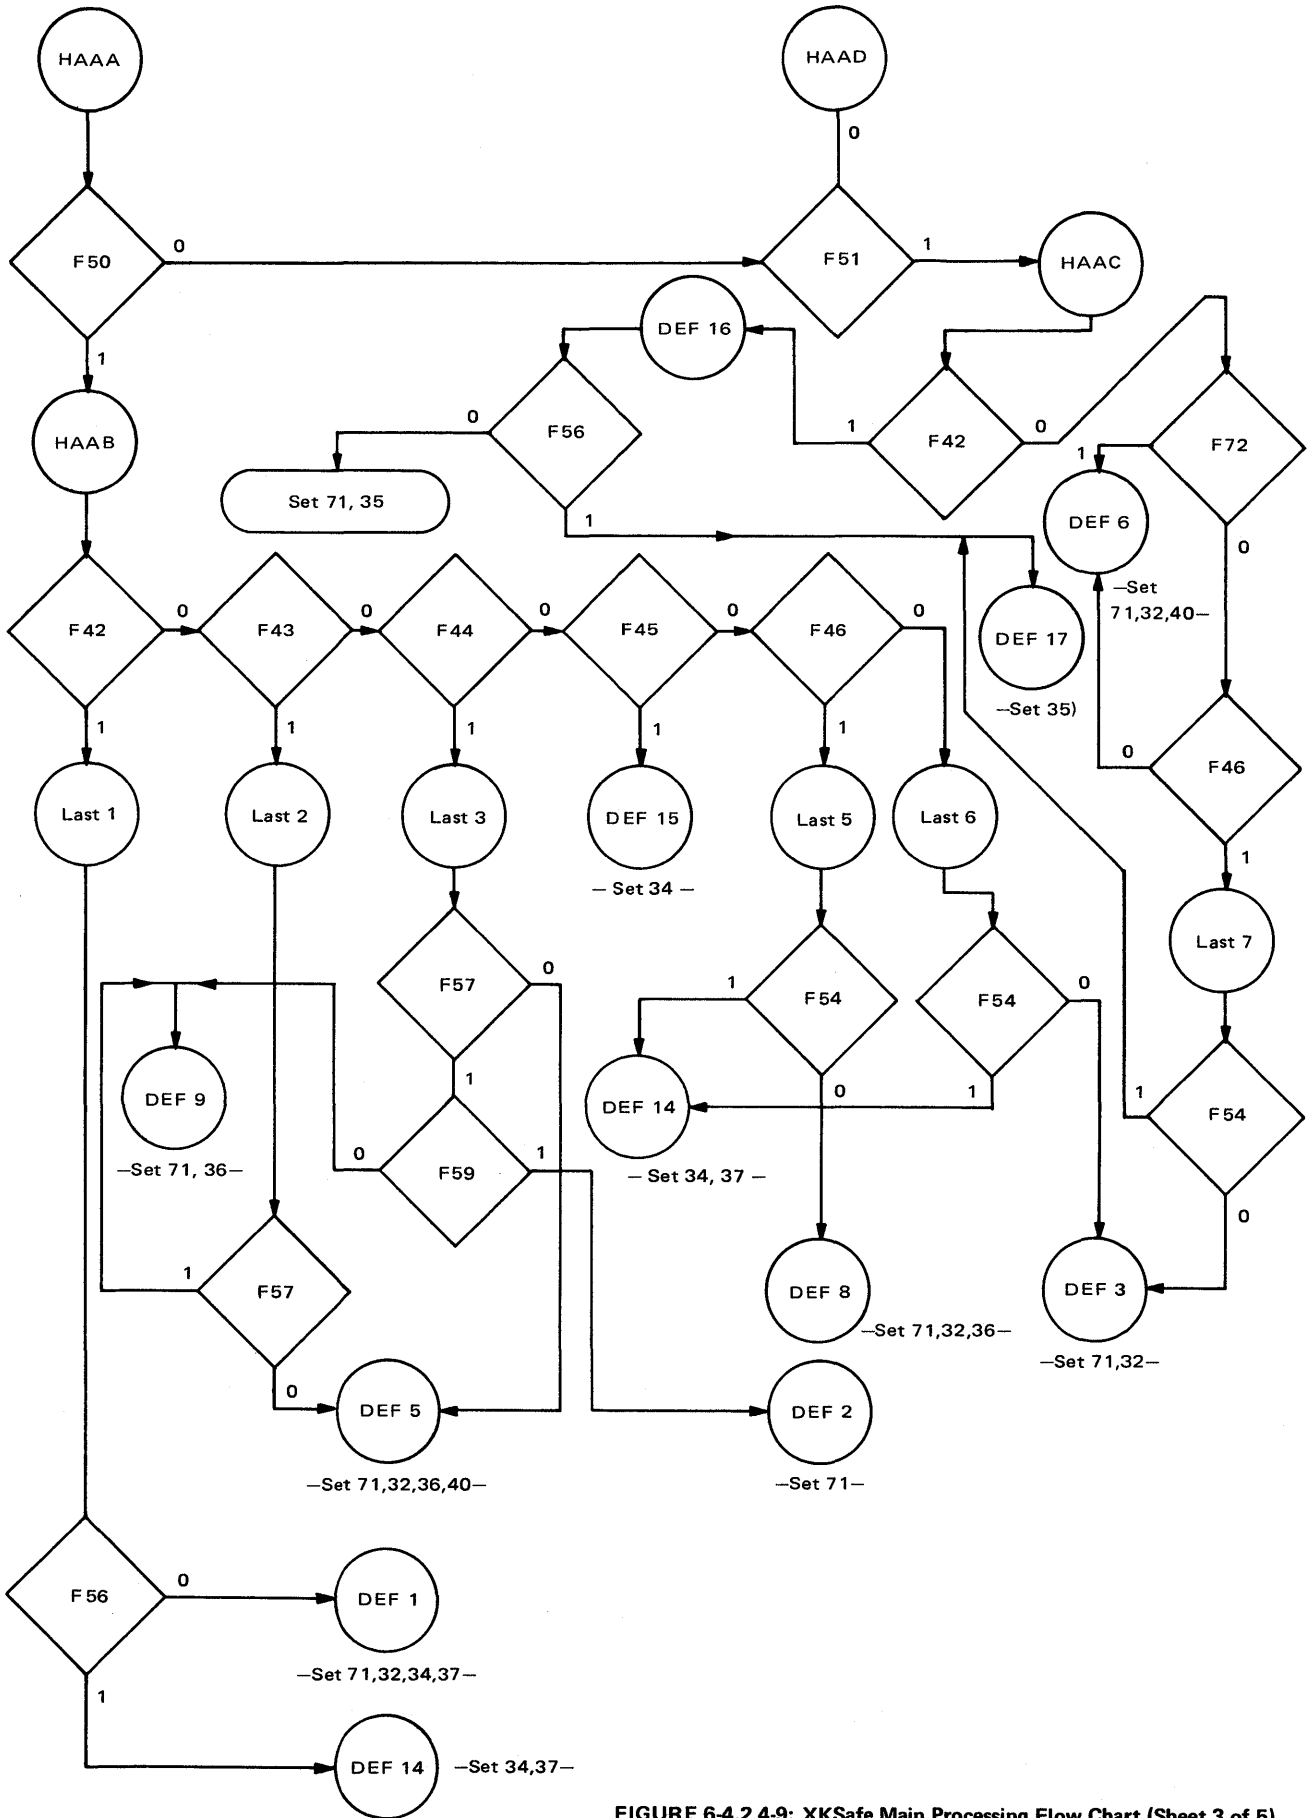 HAAA
HAAD
0
F50
0
F51
1
HAAC
1
DEF 16
HAAB
0
F56
1
F42
0
F72
1
Set 71, 35
DEF 6
1
0
—Set
71,32,40—
F42
0
F43
0
F44
0
F45
0
F46
0
DEF 17
—Set 35)
1
1
1
1
1
0
F46
Last 1
Last 2
Last 3
DEF 15
Last 5
Last 6
1
— Set 34 —
Last 7
F57
0
1
F54
F54
0
1
DEF 9
DEF 14
0
1
1
F54
—Set 71, 36—
0
F59
1
— Set 34, 37 —
0
1
F57
DEF 8
DEF 3
—Set 71,32,36—
—Set 71,32—
0
DEF 5
DEF 2
—Set 71,32,36,40—
—Set 71—
F56
0
DEF 1
—Set 71,32,34,37—
1
DEF 14
—Set 34,37—
FIGURE 6-4.2.4-9: XKSafe Main Processing Flow Chart (Sheet 3 of 5)